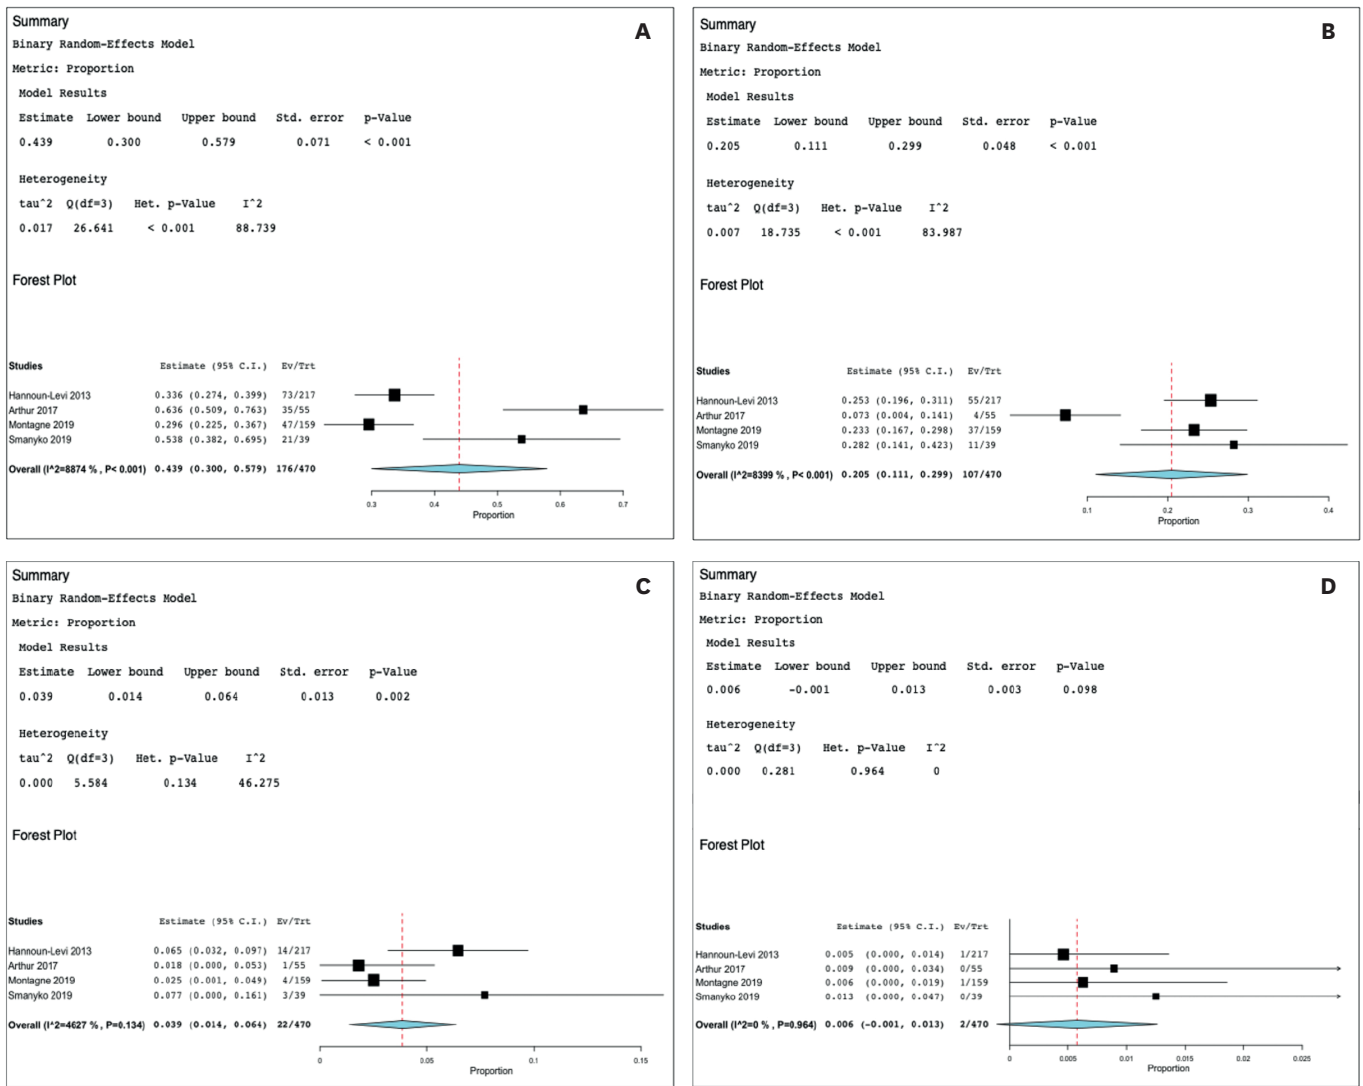 Summary
A
Binary Random-Effects Model
Metric: Proportion
Model Results
Estimate Lower bound Upper bound Std. error p-Value
0.439 0.300 0.579 0.071 < 0.001
Heterogeneity
tau^2 Q(df=3) Het. p-Value I^2
0.017 26.641 < 0.001 88.739
Forest Plot
Studies Estimate (95% C.I.) Ev/Trt
Hannoun-Levi 2013 0.336 (0.274, 0.399) 73/217
Arthur 2017 0.636 (0.509, 0.763) 35/55
Montagne 2019 0.296 (0.225, 0.367) 47/159
Smanyko 2019 0.538 (0.382, 0.695) 21/39
Overall (I^2=8874 % , P< 0.001) 0.439 (0.300, 0.579) 176/470
0.3 0.4 0.5 0.6 0.7
Proportion
Summary
B
Binary Random-Effects Model
Metric: Proportion
Model Results
Estimate Lower bound Upper bound Std. error p-Value
0.205 0.111 0.299 0.048 < 0.001
Heterogeneity
tau^2 Q(df=3) Het. p-Value I^2
0.007 18.735 < 0.001 83.987
Forest Plot
Studies Estimate (95% C.I.) Ev/Trt
Hannoun-Levi 2013 0.253 (0.196, 0.311) 55/217
Arthur 2017 0.073 (0.004, 0.141) 4/55
Montagne 2019 0.233 (0.167, 0.298) 37/159
Smanyko 2019 0.282 (0.141, 0.423) 11/39
Overall (I^2=8399 % , P< 0.001) 0.205 (0.111, 0.299) 107/470
0.1 0.2 0.3 0.4
Proportion
Summary
C
Binary Random-Effects Model
Metric: Proportion
Model Results
Estimate Lower bound Upper bound Std. error p-Value
0.039 0.014 0.064 0.013 0.002
Heterogeneity
tau^2 Q(df=3) Het. p-Value I^2
0.000 5.584 0.134 46.275
Forest Plot
Studies Estimate (95% C.I.) Ev/Trt
Hannoun-Levi 2013 0.065 (0.032, 0.097) 14/217
Arthur 2017 0.018 (0.000, 0.053) 1/55
Montagne 2019 0.025 (0.001, 0.049) 4/159
Smanyko 2019 0.077 (0.000, 0.161) 3/39
Overall (I^2=4627 % , P=0.134) 0.039 (0.014, 0.064) 22/470
0 0.05 0.1 0.15
Proportion
Summary
D
Binary Random-Effects Model
Metric: Proportion
Model Results
Estimate Lower bound Upper bound Std. error p-Value
0.006 -0.001 0.013 0.003 0.098
Heterogeneity
tau^2 Q(df=3) Het. p-Value I^2
0.000 0.281 0.964 0
Forest Plot
Studies Estimate (95% C.I.) Ev/Trt
Hannoun-Levi 2013 0.005 (0.000, 0.014) 1/217
Arthur 2017 0.009 (0.000, 0.034) 0/55
Montagne 2019 0.006 (0.000, 0.019) 1/159
Smanyko 2019 0.013 (0.000, 0.047) 0/39
Overall (I^2=0 % , P=0.964) 0.006 (-0.001, 0.013) 2/470
0 0.005 0.01 0.015 0.02 0.025
Proportion